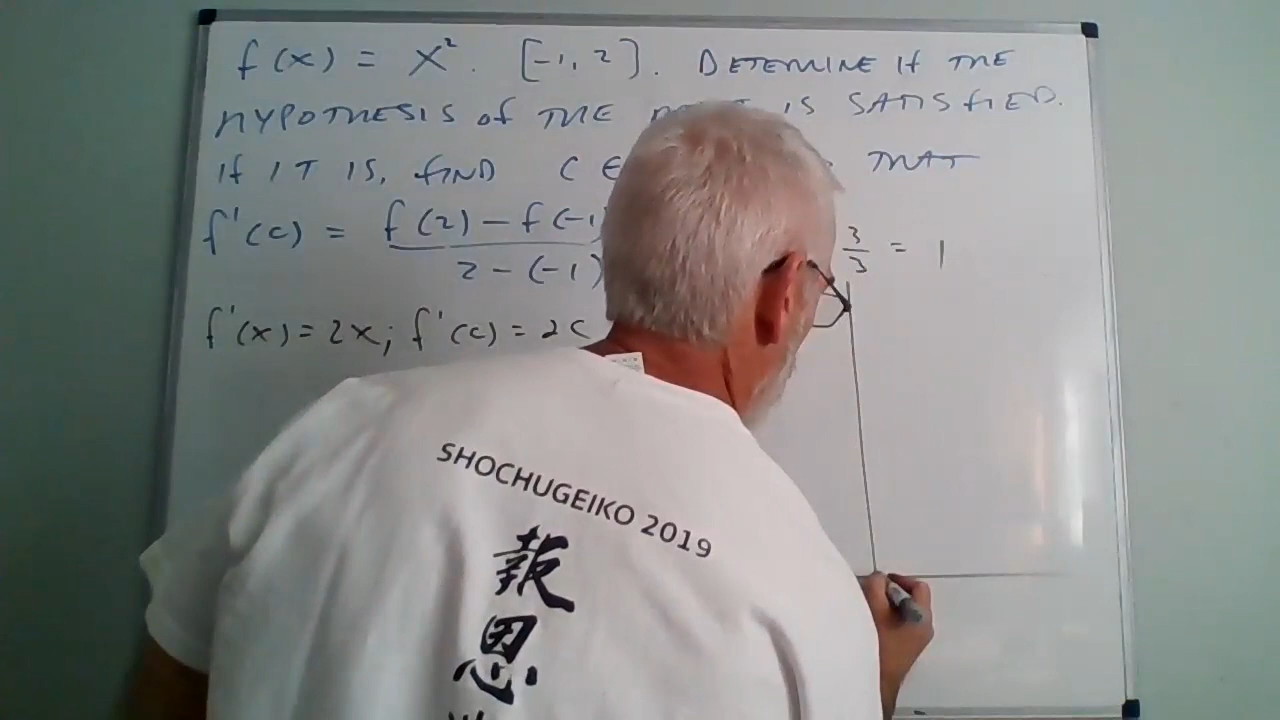 f(x) = x². [-1, 2]. DETERMINE If THE
HYPOTHESIS of THE IS SATISFIED.
If IT IS, fIND C ∈ THAT
f'(c) = f(2) - f(-1) / 2 - (-1) 3/3 = 1
f'(x) = 2x; f'(c) = 2c
SHOCHUGEIKO 2019
報
恩